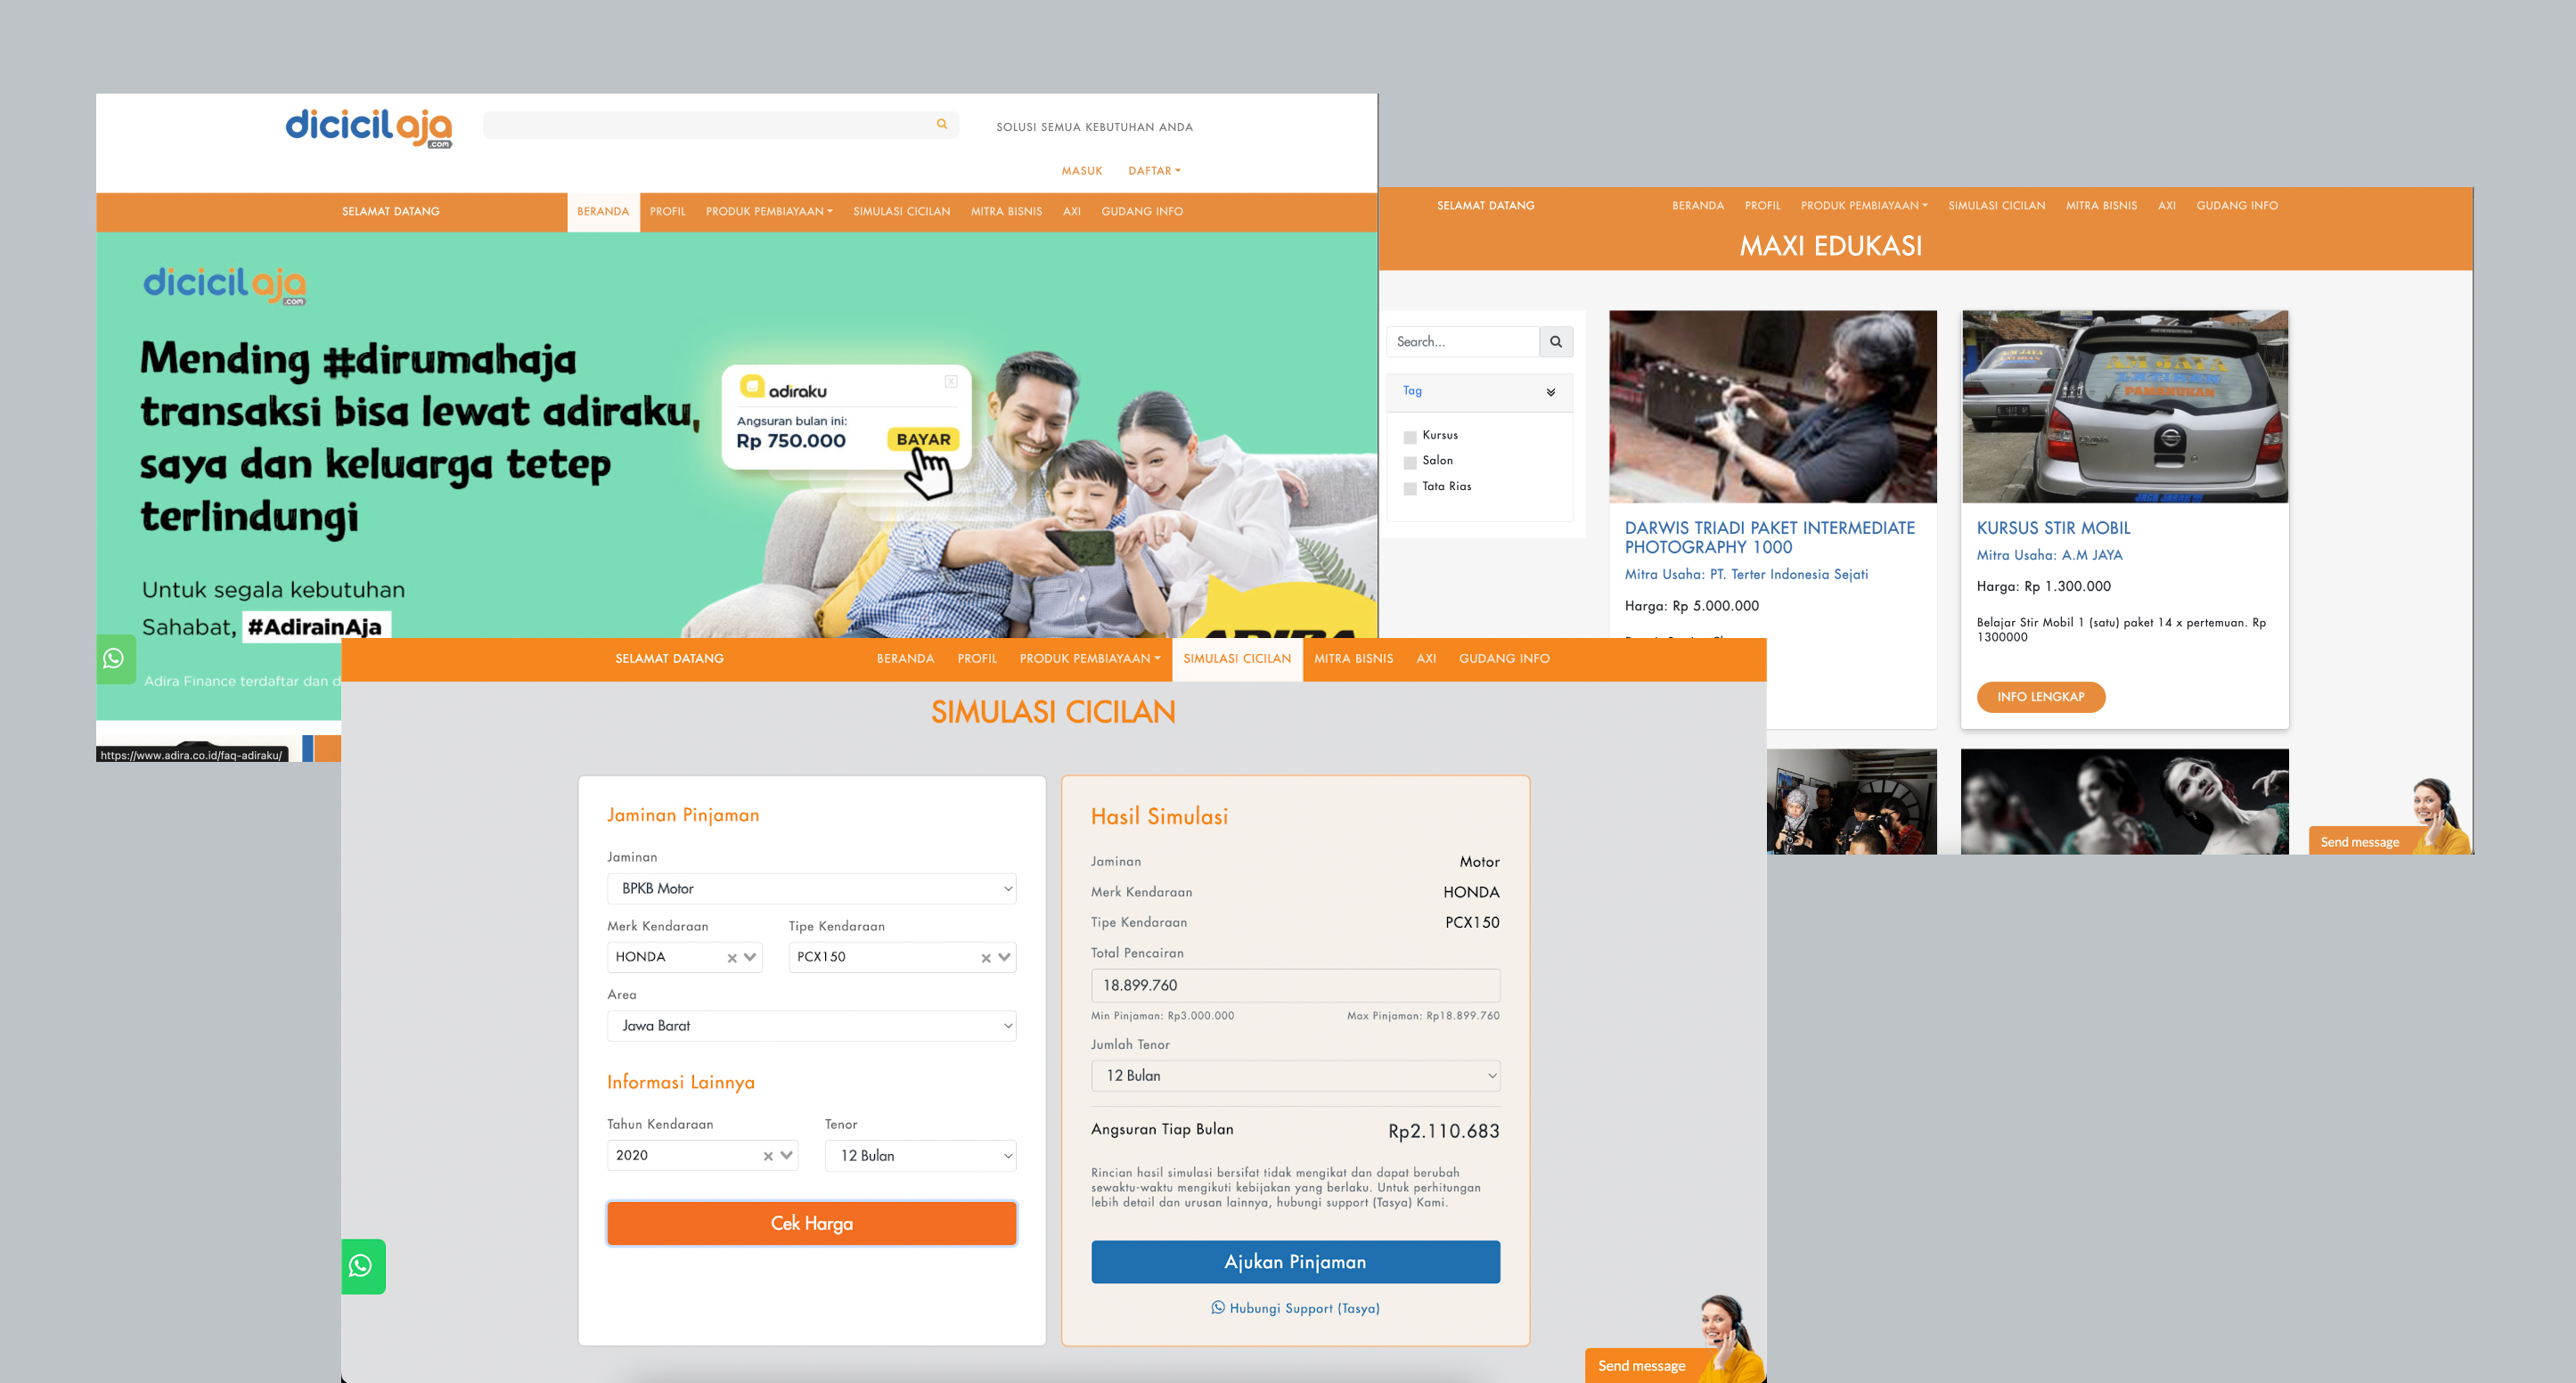 dicicilaja
.COM
SOLUSI SEMUA KEBUTUHAN ANDA
MASUK DAFTAR
SELAMAT DATANG BERANDA PROFIL PRODUK PEMBIAYAAN SIMULASI CICILAN MITRA BISNIS AXI GUDANG INFO
dicicilaja
.COM
Mending #dirumahaja
transaksi bisa lewat adiraku,
saya dan keluarga tetep
terlindungi
adiraku
X
Angsuran bulan ini:
Rp 750.000
BAYAR
Untuk segala kebutuhan
Sahabat, #AdirainAja
Adira Finance terdaftar dan d
https://www.adira.co.id/faq-adiraku/
SELAMAT DATANG BERANDA PROFIL PRODUK PEMBIAYAAN SIMULASI CICILAN MITRA BISNIS AXI GUDANG INFO
MAXI EDUKASI
Search...
Tag
Kursus
Salon
Tata Rias
DARWIS TRIADI PAKET INTERMEDIATE
PHOTOGRAPHY 1000
Mitra Usaha: PT. Terter Indonesia Sejati
Harga: Rp 5.000.000
AM JAYA
PAMANUKAN
KURSUS STIR MOBIL
Mitra Usaha: A.M JAYA
Harga: Rp 1.300.000
Belajar Stir Mobil 1 (satu) paket 14 x pertemuan. Rp
1300000
INFO LENGKAP
Send message
SELAMAT DATANG BERANDA PROFIL PRODUK PEMBIAYAAN SIMULASI CICILAN MITRA BISNIS AXI GUDANG INFO
SIMULASI CICILAN
Jaminan Pinjaman
Jaminan
BPKB Motor
Merk Kendaraan Tipe Kendaraan
HONDA PCX150
Area
Jawa Barat
Informasi Lainnya
Tahun Kendaraan Tenor
2020 12 Bulan
Cek Harga
Hasil Simulasi
Jaminan Motor
Merk Kendaraan HONDA
Tipe Kendaraan PCX150
Total Pencairan
18.899.760
Min Pinjaman: Rp3.000.000 Max Pinjaman: Rp18.899.760
Jumlah Tenor
12 Bulan
Angsuran Tiap Bulan Rp2.110.683
Rincian hasil simulasi bersifat tidak mengikat dan dapat berubah
sewaktu-waktu mengikuti kebijakan yang berlaku. Untuk perhitungan
lebih detail dan urusan lainnya, hubungi support (Tasya) Kami.
Ajukan Pinjaman
Hubungi Support (Tasya)
Send message